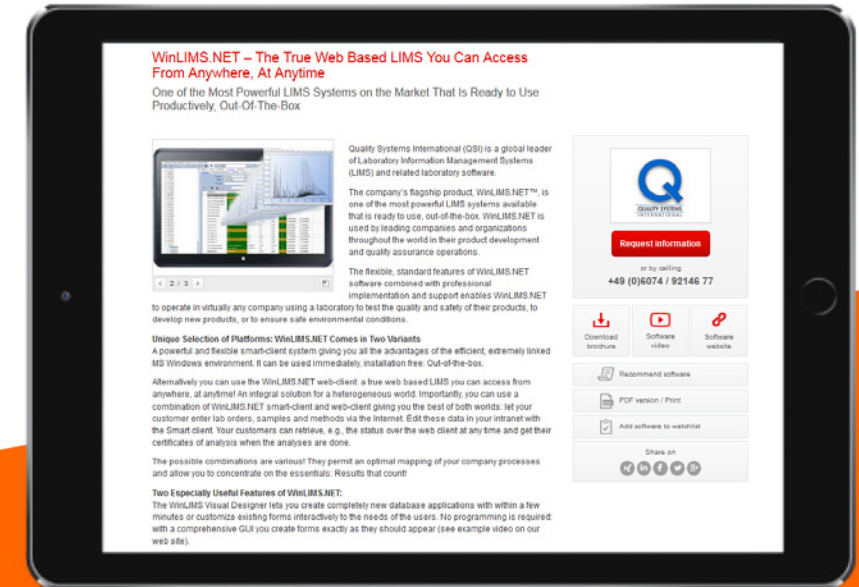 WinLIMS.NET – The True Web Based LIMS You Can Access
From Anywhere, At Anytime
One of the Most Powerful LIMS Systems on the Market That Is Ready to Use
Productively, Out-Of-The-Box
Quality Systems International (QSI) is a global leader
of Laboratory Information Management Systems
(LIMS) and related laboratory software.
The company's flagship product, WinLIMS.NET™, is
one of the most powerful LIMS systems available
that is ready to use, out-of-the-box. WinLIMS.NET is
used by leading companies and organizations
throughout the world in their product development
and quality assurance operations.
The flexible, standard features of WinLIMS.NET
software combined with professional
implementation and support enables WinLIMS.NET
to operate in virtually any company using a laboratory to test the quality and safety of their products, to
develop new products, or to ensure safe environmental conditions.
2 / 3
Unique Selection of Platforms: WinLIMS.NET Comes in Two Variants
A powerful and flexible smart-client system giving you all the advantages of the efficient, extremely linked
MS Windows environment. It can be used immediately, installation free: Out-of-the-box.
Alternatively you can use the WinLIMS.NET web-client: a true web based LIMS you can access from
anywhere, at anytime! An integral solution for a heterogeneous world. Importantly, you can use a
combination of WinLIMS.NET smart-client and web-client giving you the best of both worlds: let your
customer enter lab orders, samples and methods via the Internet. Edit these data in your intranet with
the Smart client. Your customers can retrieve, e.g., the status over the web client at any time and get their
certificates of analysis when the analyses are done.
The possible combinations are various! They permit an optimal mapping of your company processes
and allow you to concentrate on the essentials: Results that count!
Two Especially Useful Features of WinLIMS.NET:
The WinLIMS Visual Designer lets you create completely new database applications with within a few
minutes or customize existing forms interactively to the needs of the users. No programming is required:
with a comprehensive GUI you create forms exactly as they should appear (see example video on our
web site).
QUALITY SYSTEMS
INTERNATIONAL
Request information
or by calling
+49 (0)6074 / 92146 77
Download
brochure
Software
video
Software
website
Recommand software
PDF version / Print
Add software to watchlist
Share on